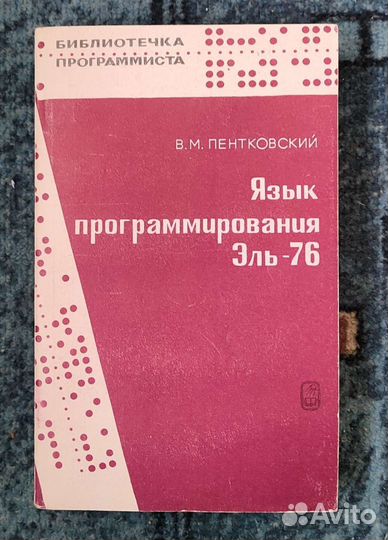 БИБЛИОТЕЧКА
ПРОГРАММИСТА
В.М. ПЕНТКОВСКИЙ
Язык
программирования
Эль-76
Avito